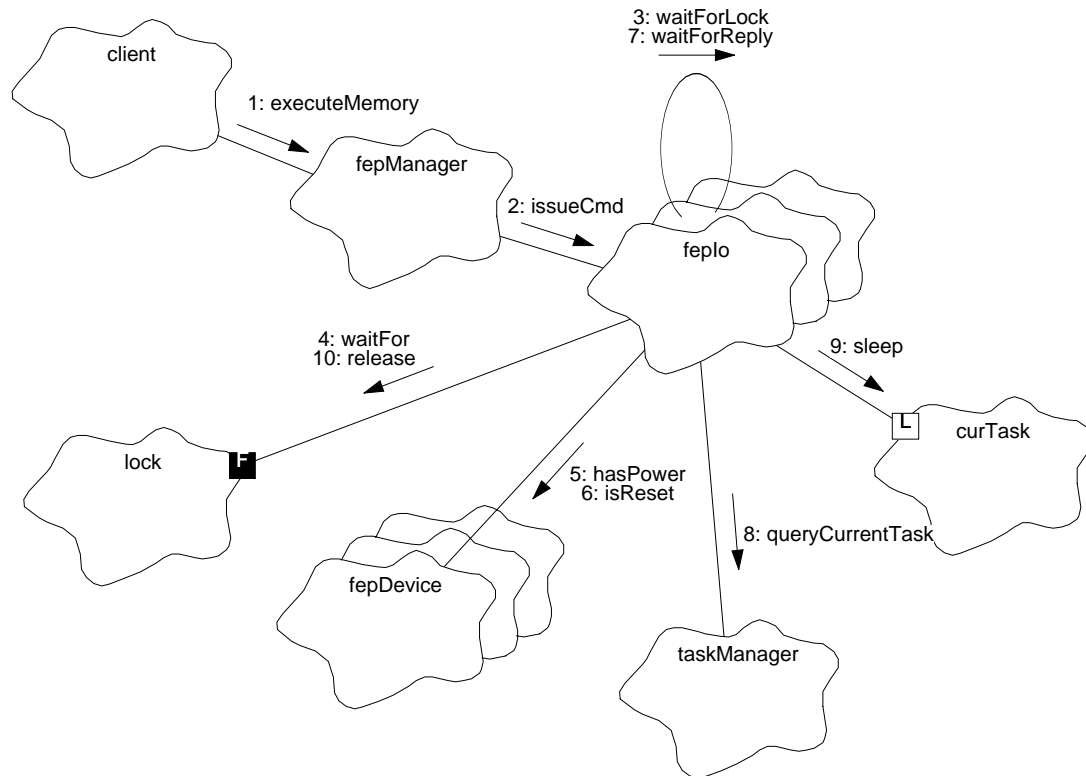 3: waitForLock
7: waitForReply
client
1: executeMemory
fepManager
2: issueCmd
fepIo
4: waitFor
10: release
9: sleep
L
curTask
F
lock
5: hasPower
6: isReset
8: queryCurrentTask
fepDevice
taskManager